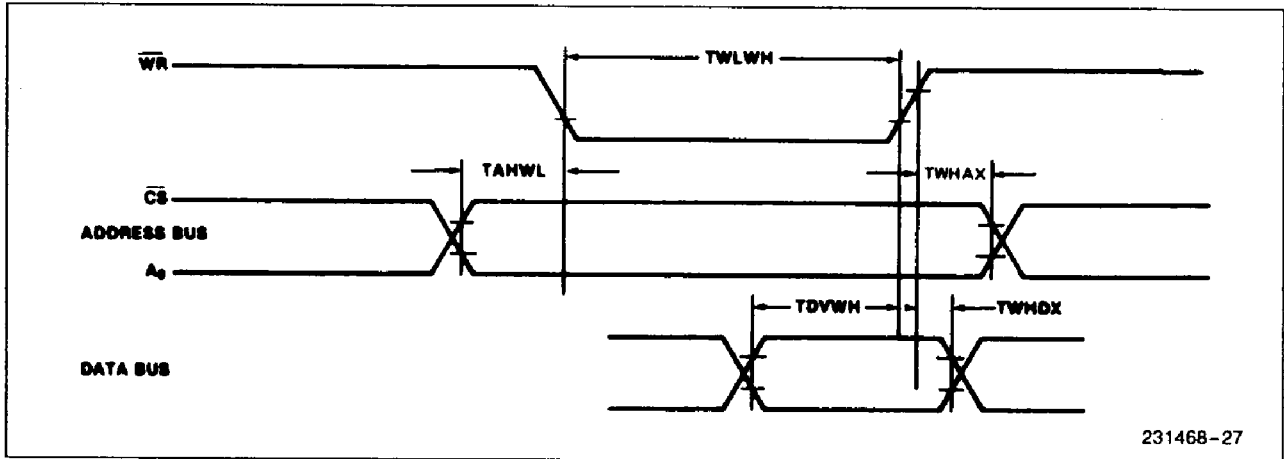 WR
TWLWH
TAHWL
TWHAX
CS
ADDRESS BUS
A0
TDVWH
TWHDX
DATA BUS
231468-27